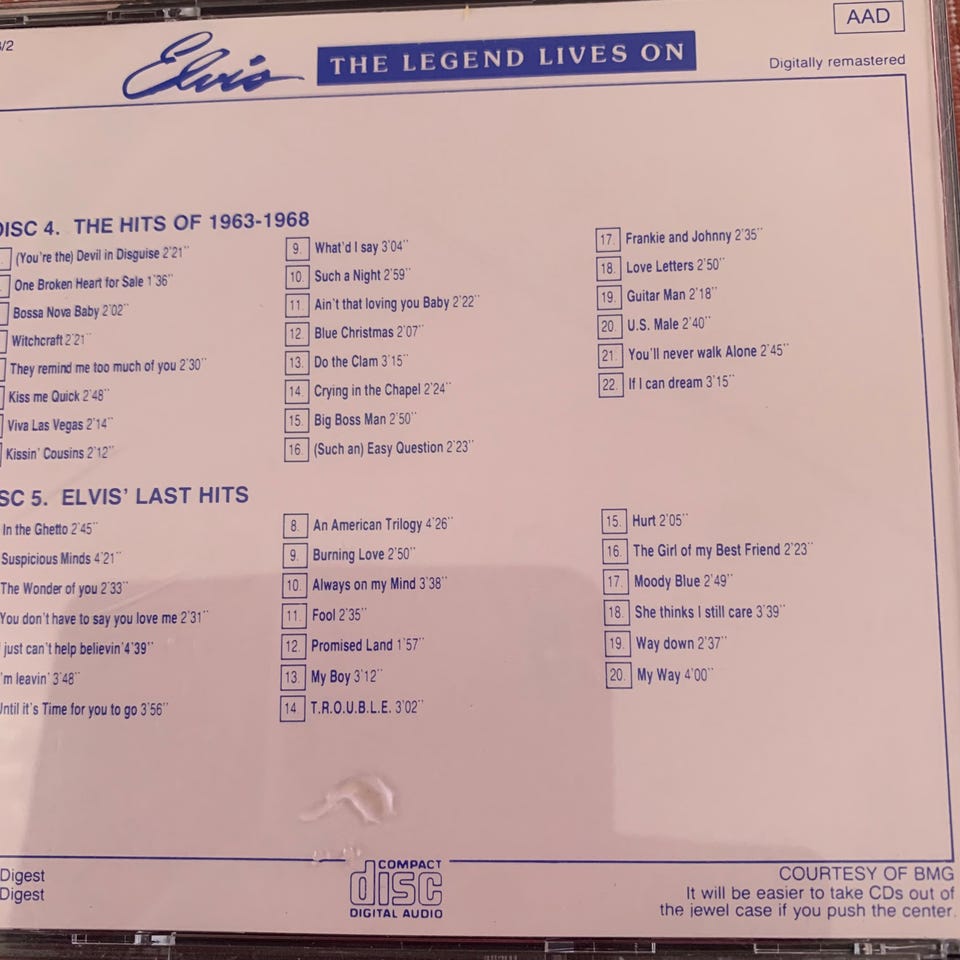 /2
Elvis THE LEGEND LIVES ON
AAD
Digitally remastered
DISC 4. THE HITS OF 1963-1968
(You're the) Devil in Disguise 2'21''
One Broken Heart for Sale 1'36''
Bossa Nova Baby 2'02''
Witchcraft 2'21''
They remind me too much of you 2'30''
Kiss me Quick 2'48''
Viva Las Vegas 2'14''
Kissin' Cousins 2'12''
9. What'd I say 3'04''
10. Such a Night 2'59''
11. Ain't that loving you Baby 2'22''
12. Blue Christmas 2'07''
13. Do the Clam 3'15''
14. Crying in the Chapel 2'24''
15. Big Boss Man 2'50''
16. (Such an) Easy Question 2'23''
17. Frankie and Johnny 2'35''
18. Love Letters 2'50''
19. Guitar Man 2'18''
20. U.S. Male 2'40''
21. You'll never walk Alone 2'45''
22. If I can dream 3'15''
SC 5. ELVIS' LAST HITS
In the Ghetto 2'45''
Suspicious Minds 4'21''
The Wonder of you 2'33''
You don't have to say you love me 2'31''
just can't help believin' 4'39''
'm leavin' 3'48''
Until it's Time for you to go 3'56''
8. An American Trilogy 4'26''
9. Burning Love 2'50''
10. Always on my Mind 3'38''
11. Fool 2'35''
12. Promised Land 1'57''
13. My Boy 3'12''
14. T.R.O.U.B.L.E. 3'02''
15. Hurt 2'05''
16. The Girl of my Best Friend 2'23''
17. Moody Blue 2'49''
18. She thinks I still care 3'39''
19. Way down 2'37''
20. My Way 4'00''
Digest
Digest
COMPACT
disc
DIGITAL AUDIO
COURTESY OF BMG
It will be easier to take CDs out of
the jewel case if you push the center.